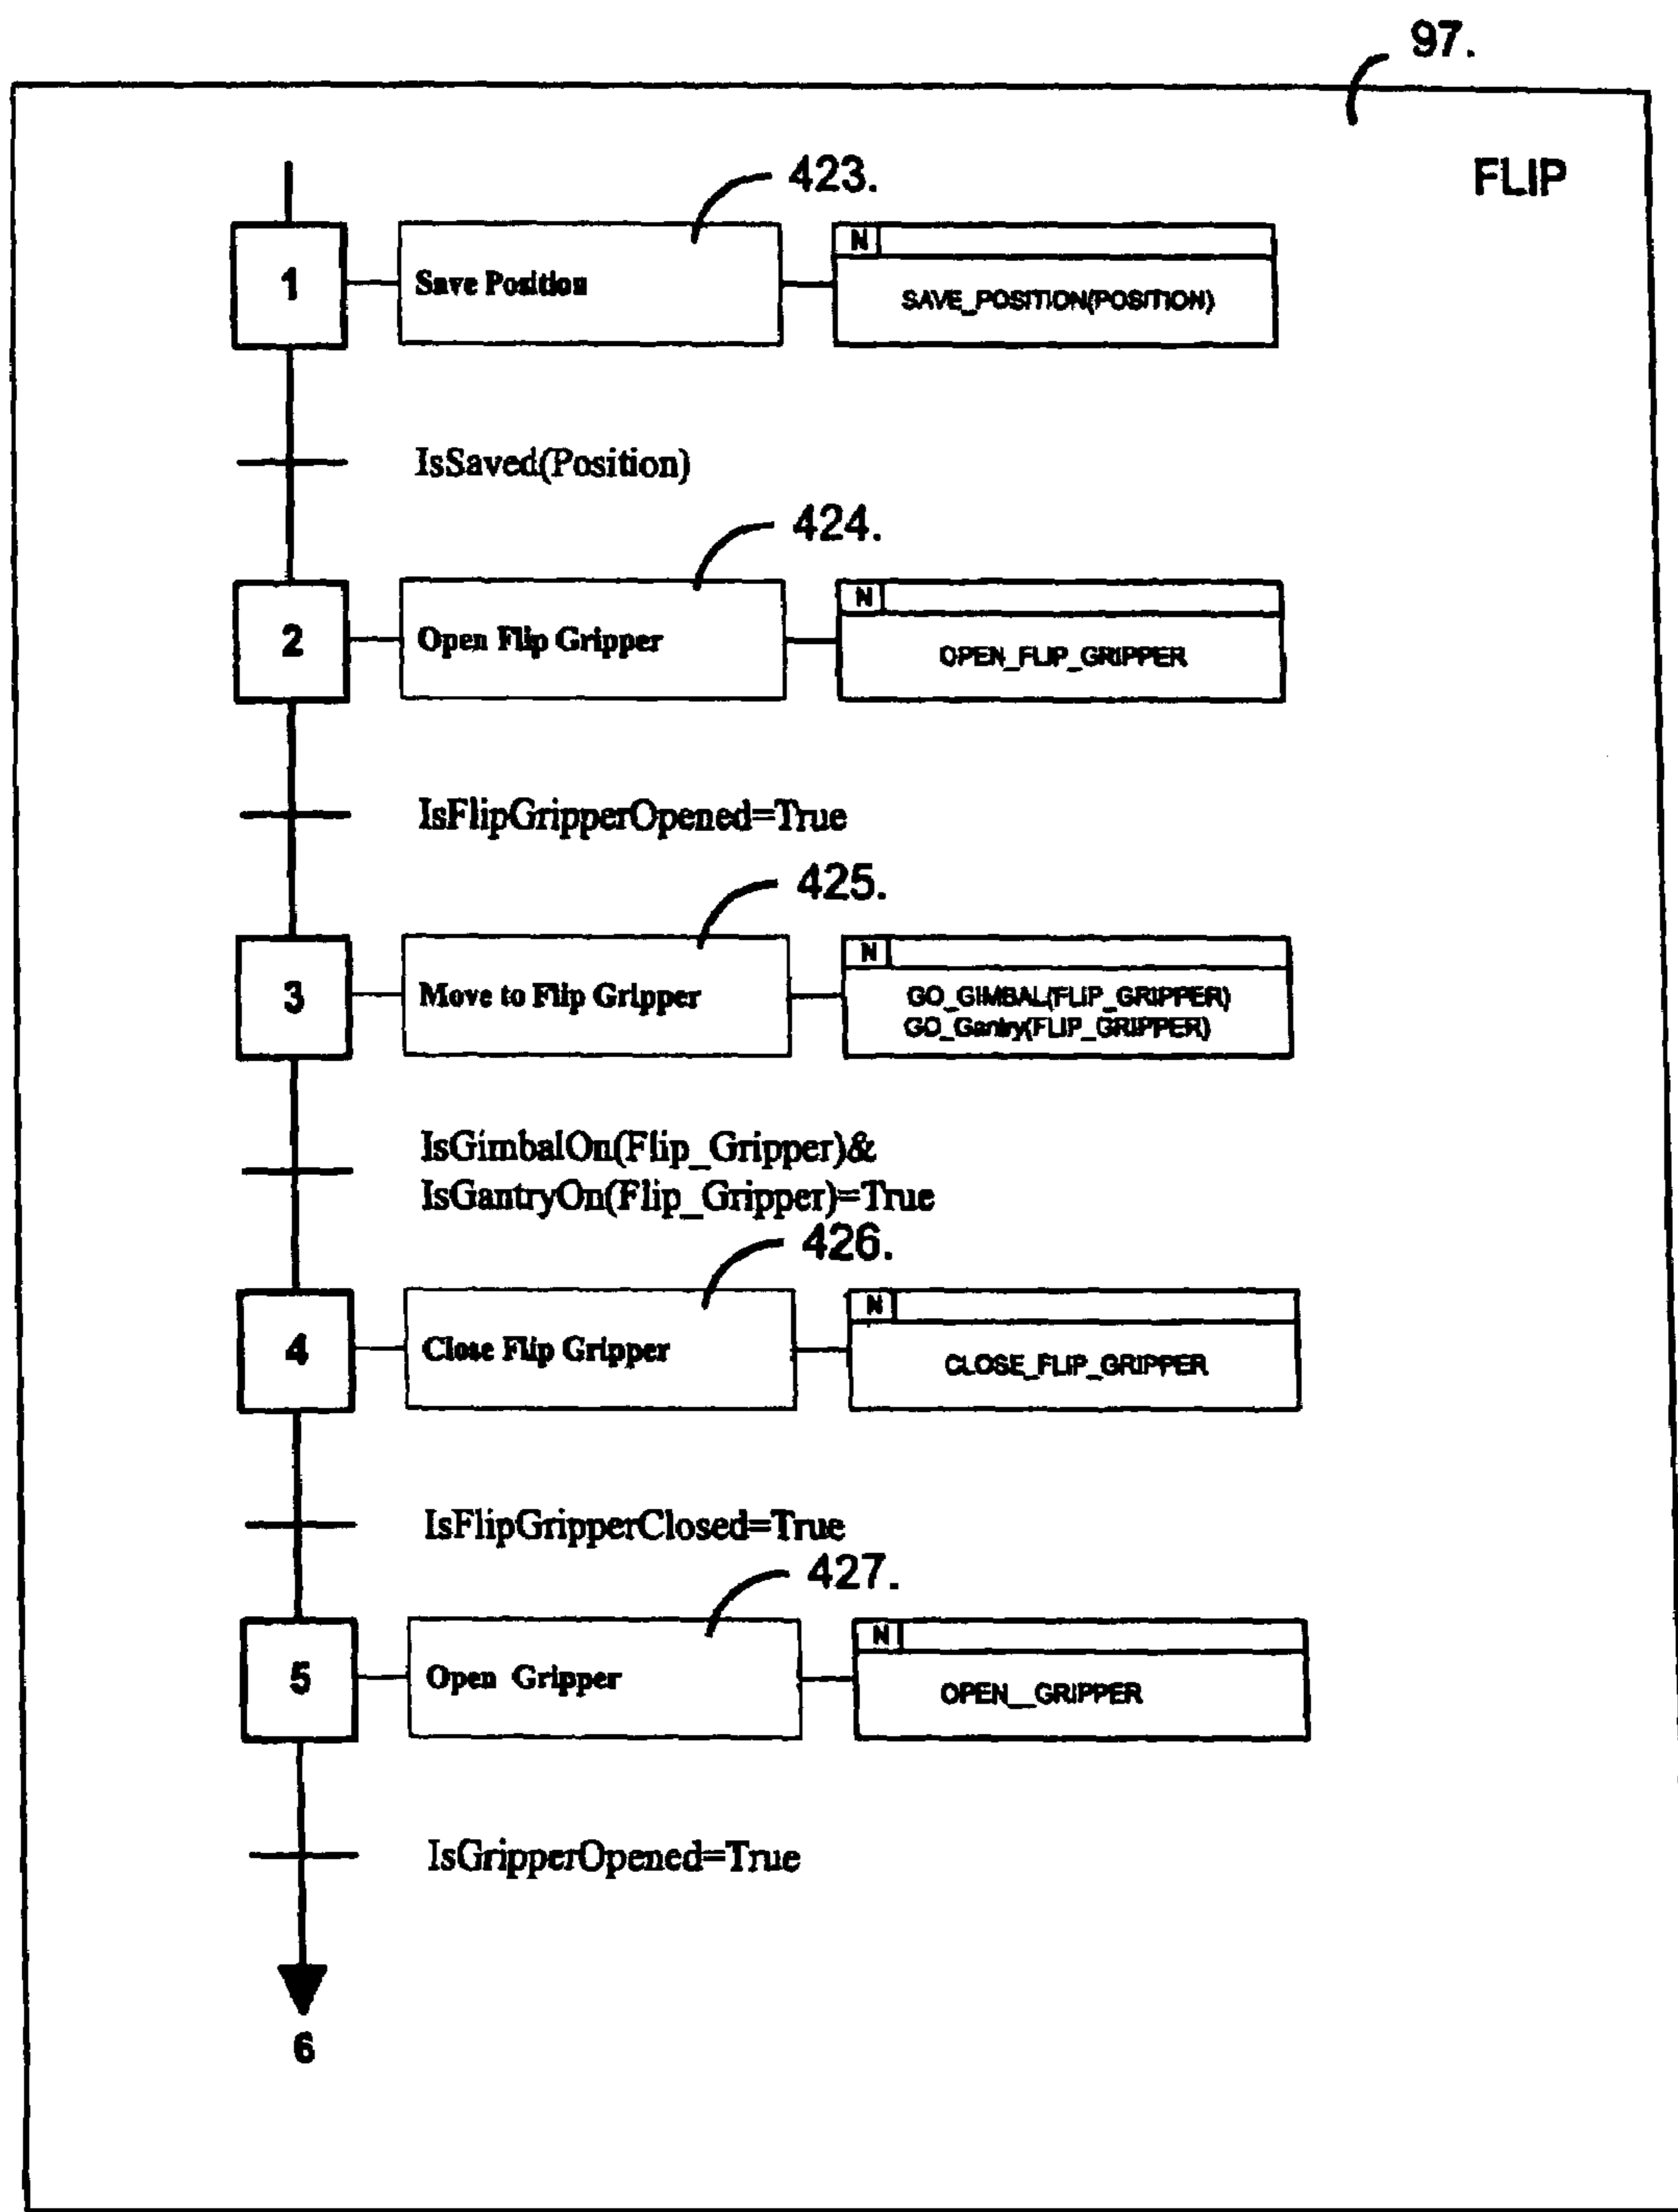 97.
FLIP
423.
1
Save Position
N
SAVE_POSITION(POSITION)
IsSaved(Position)
424.
2
Open Flip Gripper
N
OPEN_FLIP_GRIPPER
IsFlipGripperOpened=True
425.
3
Move to Flip Gripper
N
GO_GIMBAL(FLIP_GRIPPER)
GO_Gantry(FLIP_GRIPPER)
IsGimbalOn(Flip_Gripper)&
IsGantryOn(Flip_Gripper)=True
426.
4
Close Flip Gripper
N
CLOSE_FLIP_GRIPPER
IsFlipGripperClosed=True
427.
5
Open Gripper
N
OPEN__GRIPPER
IsGripperOpened=True
6